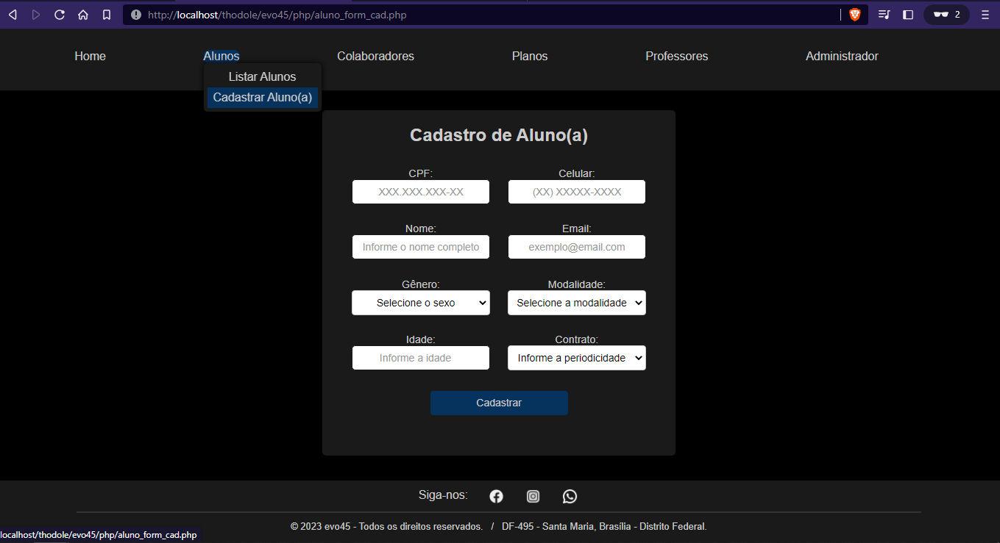 http://localhost/thodole/evo45/php/aluno_form_cad.php
2
Home Alunos Colaboradores Planos Professores Administrador
Listar Alunos
Cadastrar Aluno(a)
Cadastro de Aluno(a)
CPF: Celular:
XXX.XXX.XXX-XX (XX) XXXXX-XXXX
Nome: Email:
Informe o nome completo exemplo@email.com
Gênero: Modalidade:
Selecione o sexo Selecione a modalidade
Idade: Contrato:
Informe a idade Informe a periodicidade
Cadastrar
Siga-nos:
© 2023 evo45 - Todos os direitos reservados. / DF-495 - Santa Maria, Brasília - Distrito Federal.
localhost/thodole/evo45/php/aluno_form_cad.php